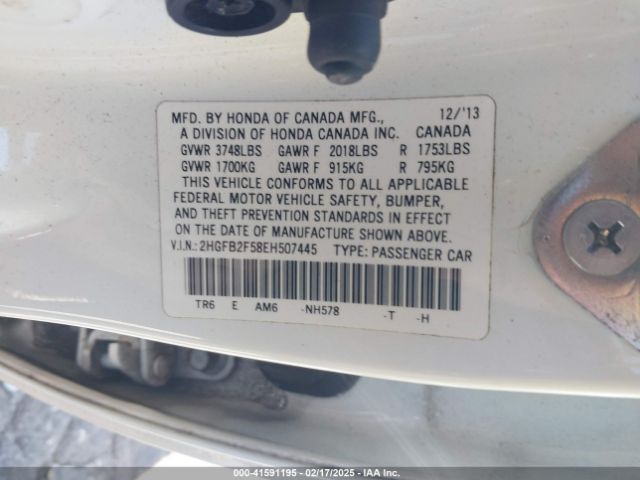 MFD. BY HONDA OF CANADA MFG., 12/'13
A DIVISION OF HONDA CANADA INC. CANADA
GVWR 3748LBS GAWR F 2018LBS R 1753LBS
GVWR 1700KG GAWR F 915KG R 795KG
THIS VEHICLE CONFORMS TO ALL APPLICABLE
FEDERAL MOTOR VEHICLE SAFETY, BUMPER,
AND THEFT PREVENTION STANDARDS IN EFFECT
ON THE DATE OF MANUFACTURE SHOWN ABOVE.
V.I.N.: 2HGFB2F58EH507445 TYPE: PASSENGER CAR
TR6 E AM6 -NH578 -T -H
000-41591195 - 02/17/2025 - IAA Inc.